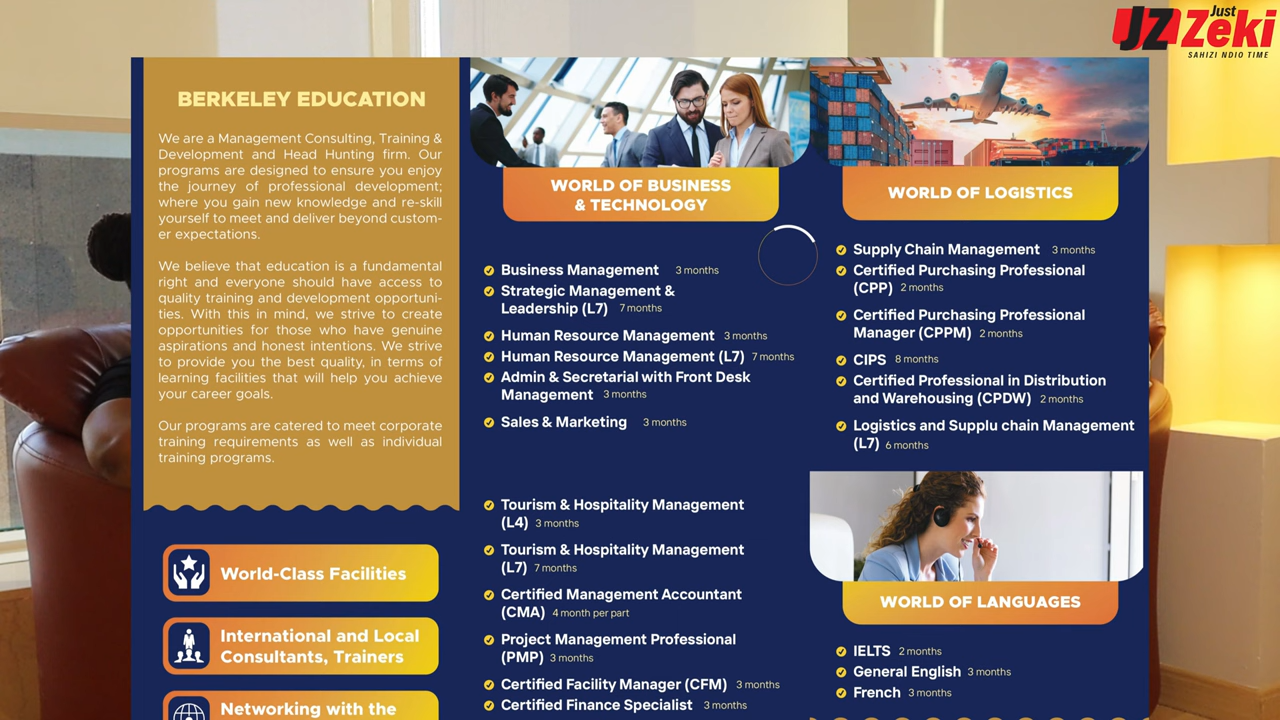 JZ Just
Zeki
SAHIZI NDIO TIME
BERKELEY EDUCATION
We are a Management Consulting, Training &
Development and Head Hunting firm. Our
programs are designed to ensure you enjoy
the journey of professional development;
where you gain new knowledge and re-skill
yourself to meet and deliver beyond custom-
er expectations.
We believe that education is a fundamental
right and everyone should have access to
quality training and development opportuni-
ties. With this in mind, we strive to create
opportunities for those who have genuine
aspirations and honest intentions. We strive
to provide you the best quality, in terms of
learning facilities that will help you achieve
your career goals.
Our programs are catered to meet corporate
training requirements as well as individual
training programs.
World-Class Facilities
International and Local
Consultants, Trainers
Networking with the
WORLD OF BUSINESS
& TECHNOLOGY
Business Management 3 months
Strategic Management &
Leadership (L7) 7 months
Human Resource Management 3 months
Human Resource Management (L7) 7 months
Admin & Secretarial with Front Desk
Management 3 months
Sales & Marketing 3 months
Tourism & Hospitality Management
(L4) 3 months
Tourism & Hospitality Management
(L7) 7 months
Certified Management Accountant
(CMA) 4 month per part
Project Management Professional
(PMP) 3 months
Certified Facility Manager (CFM) 3 months
Certified Finance Specialist 3 months
WORLD OF LOGISTICS
Supply Chain Management 3 months
Certified Purchasing Professional
(CPP) 2 months
Certified Purchasing Professional
Manager (CPPM) 2 months
CIPS 8 months
Certified Professional in Distribution
and Warehousing (CPDW) 2 months
Logistics and Supplu chain Management
(L7) 6 months
WORLD OF LANGUAGES
IELTS 2 months
General English 3 months
French 3 months